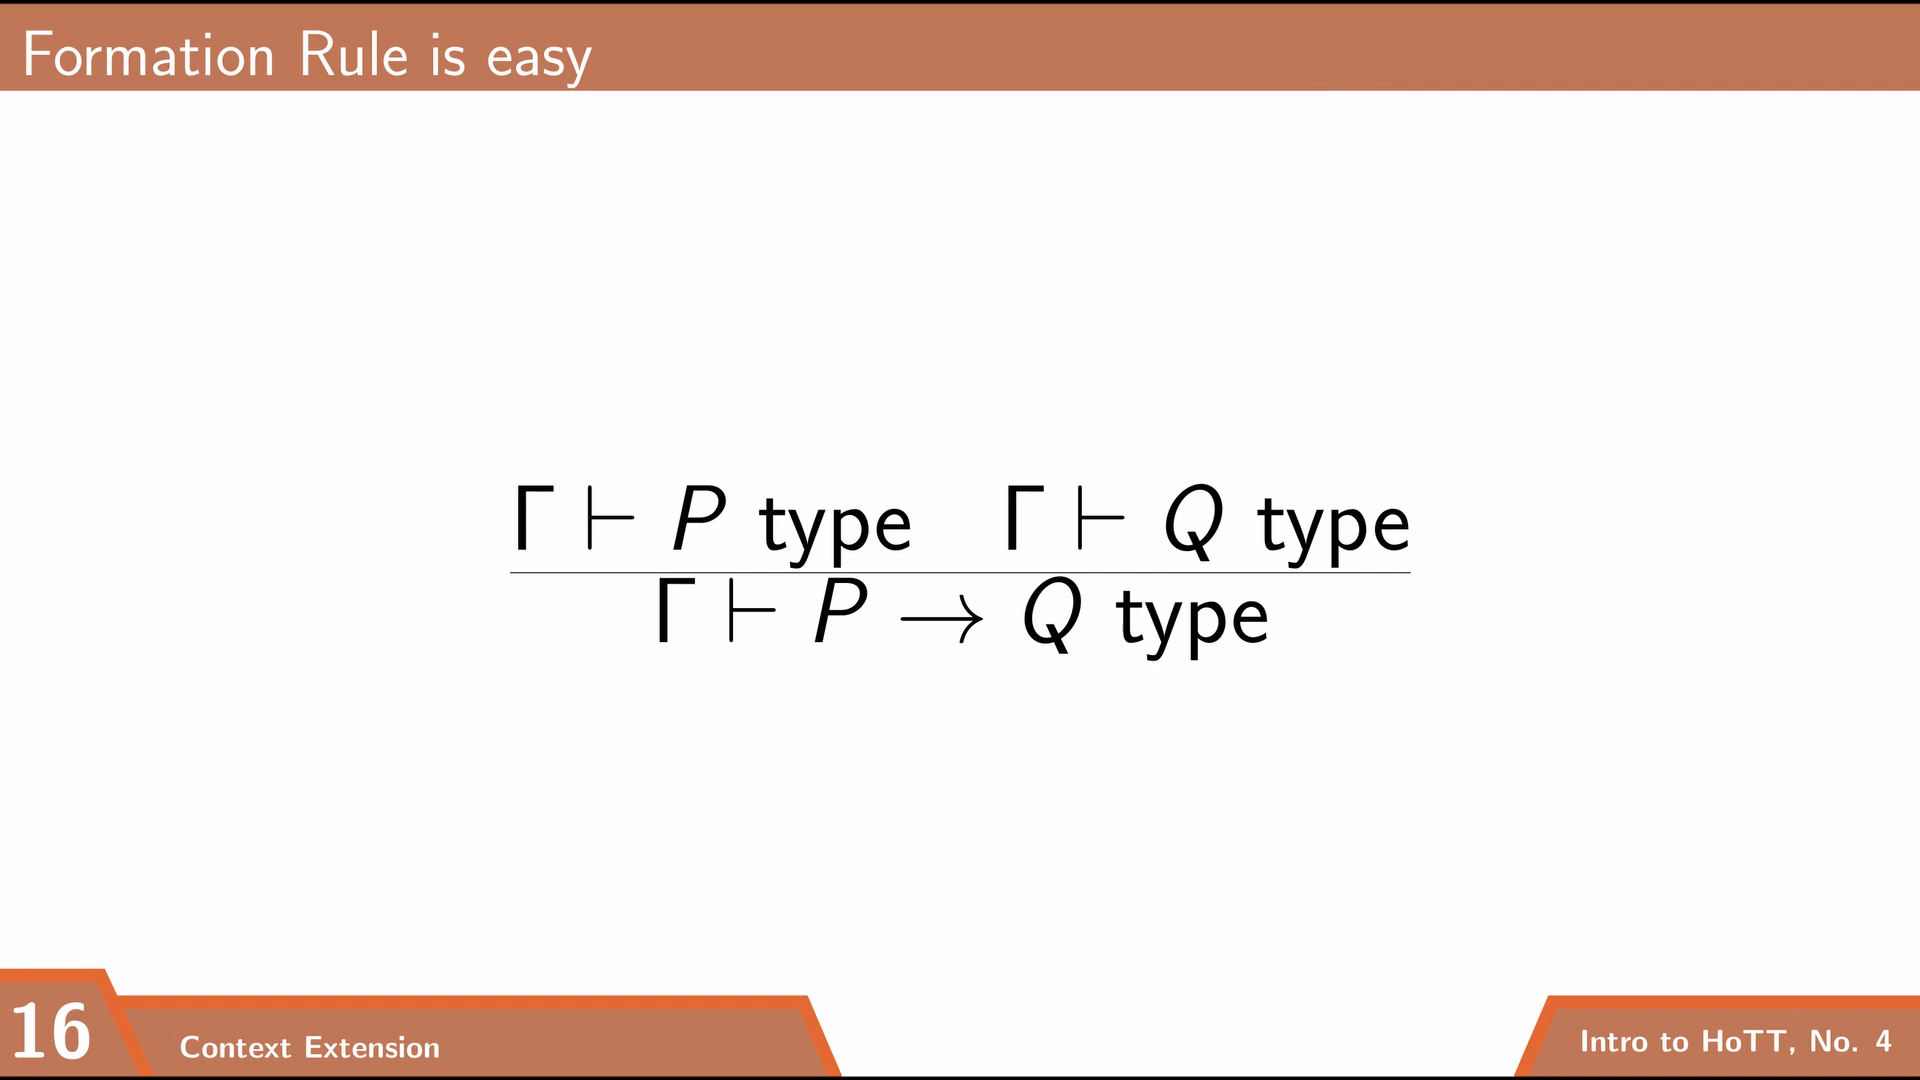 Formation Rule is easy
Γ ⊢ P type Γ ⊢ Q type
Γ ⊢ P → Q type
16
Context Extension
Intro to HoTT, No. 4